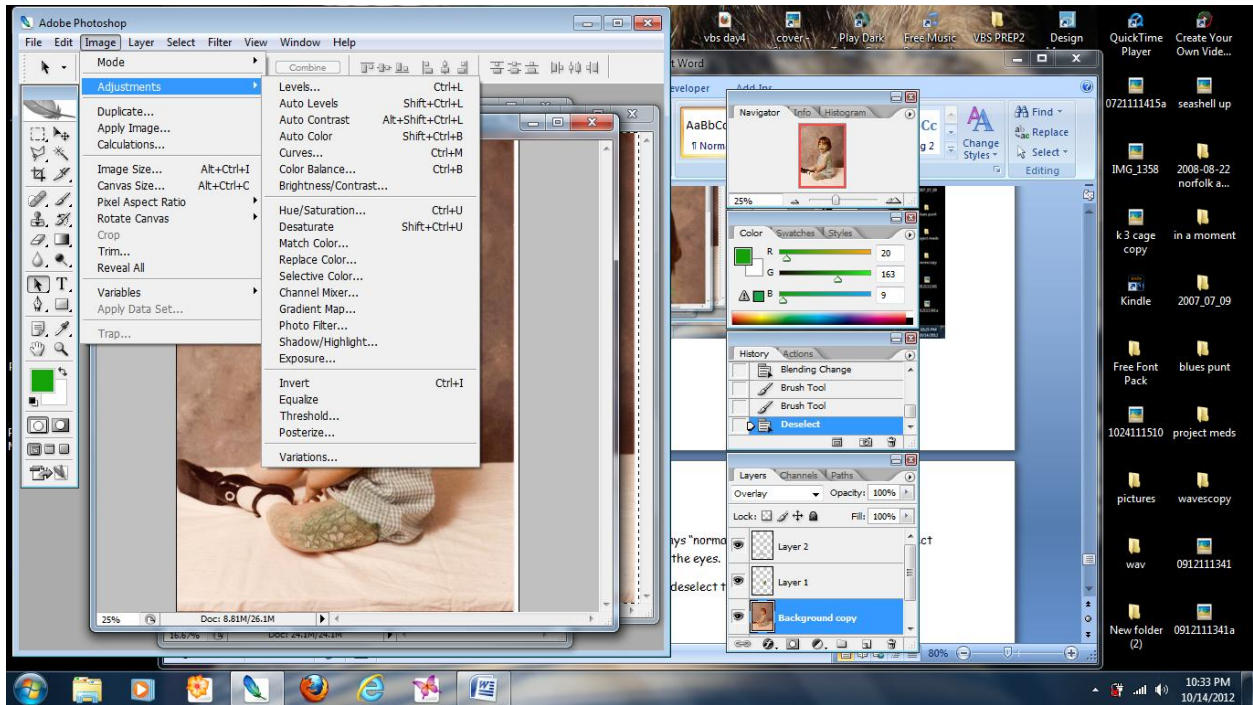 Adobe Photoshop
File Edit Image Layer Select Filter View Window Help
Combine
Mode
Adjustments
Duplicate...
Apply Image...
Calculations...
Image Size... Alt+Ctrl+I
Canvas Size... Alt+Ctrl+C
Pixel Aspect Ratio
Rotate Canvas
Crop
Trim...
Reveal All
Variables
Apply Data Set...
Trap...
Levels... Ctrl+L
Auto Levels Shift+Ctrl+L
Auto Contrast Alt+Shift+Ctrl+L
Auto Color Shift+Ctrl+B
Curves... Ctrl+M
Color Balance... Ctrl+B
Brightness/Contrast...
Hue/Saturation... Ctrl+U
Desaturate Shift+Ctrl+U
Match Color...
Replace Color...
Selective Color...
Channel Mixer...
Gradient Map...
Photo Filter...
Shadow/Highlight...
Exposure...
Invert Ctrl+I
Equalize
Threshold...
Posterize...
Variations...
25% Doc: 8.81M/26.1M
16.67% Doc: 24.1M/24.1M
t Word
eveloper Add-Ins
AaBbCc
¶ Norm
Cc
g 2
Change
Styles
Find
Replace
Select
Editing
Navigator Info Histogram
25%
Color Swatches Styles
R 20
G 163
B 9
History Actions
Blending Change
Brush Tool
Brush Tool
Deselect
Layers Channels Paths
Overlay Opacity: 100%
Lock: Fill: 100%
Layer 2
Layer 1
Background copy
ays "norma
ct
the eyes.
deselect t
80%
vbs day4
cover -
Play Dark
Free Music
VBS PREP2
Design
QuickTime
Player
Create Your
Own Vide...
0721111415a
seashell up
IMG_1358
2008-08-22
norfolk a...
k 3 cage
copy
in a moment
Kindle
2007_07_09
Free Font
Pack
blues punt
1024111510
project meds
pictures
wavescopy
wav
0912111341
New folder
(2)
0912111341a
10:33 PM
10/14/2012